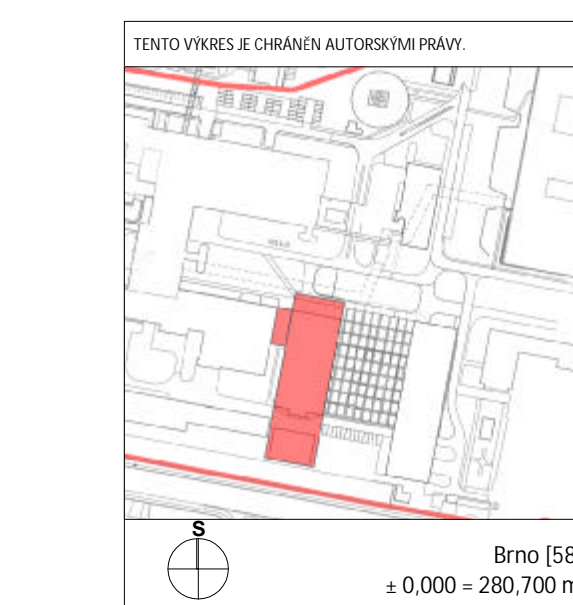 TENTO VÝKRES JE CHRÁNĚN AUTORSKÝMI PRÁVY.
S
Brno [58
± 0,000 = 280,700 m